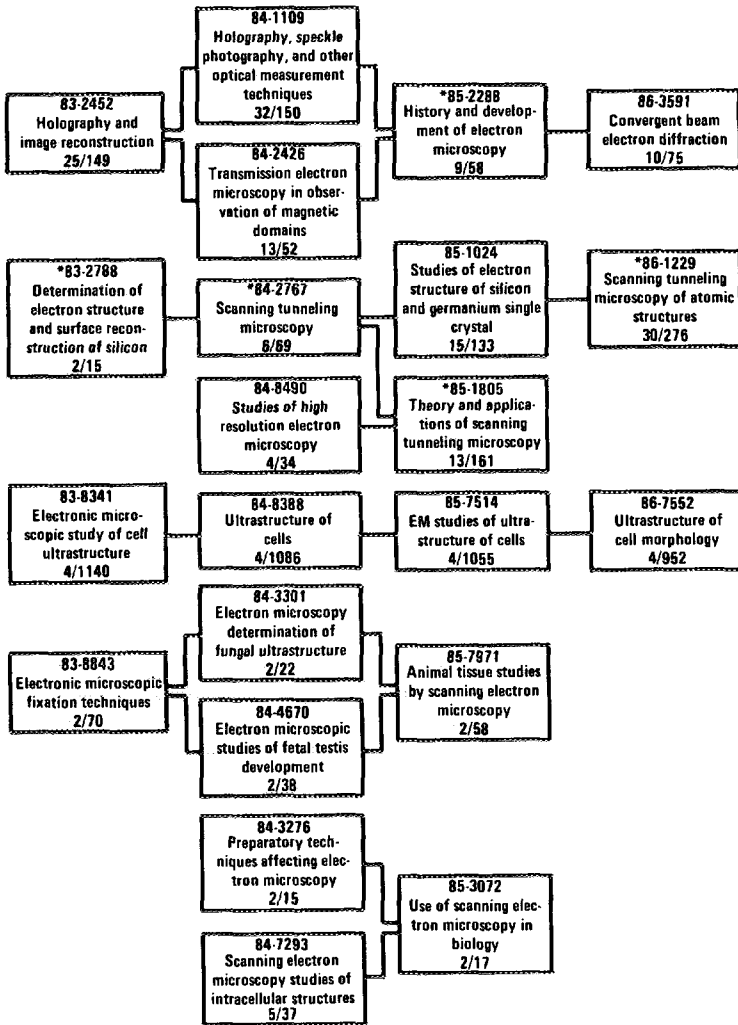 84-1109
Holography, speckle
photography, and other
optical measurement
techniques
32/150
83-2452
Holography and
image reconstruction
25/149
*85-2288
History and develop-
ment of electron
microscopy
9/58
86-3591
Convergent beam
electron diffraction
10/75
84-2426
Transmission electron
microscopy in obser-
vation of magnetic
domains
13/52
*83-2788
Determination of
electron structure
and surface recon-
struction of silicon
2/15
*84-2767
Scanning tunneling
microscopy
6/69
85-1024
Studies of electron
structure of silicon
and germanium single
crystal
15/133
*86-1229
Scanning tunneling
microscopy of atomic
structures
30/276
84-8490
Studies of high
resolution electron
microscopy
4/34
*85-1805
Theory and applica-
tions of scanning
tunneling microscopy
13/161
83-8341
Electronic micro-
scopic study of cell
ultrastructure
4/1140
84-8388
Ultrastructure of
cells
4/1086
85-7514
EM studies of ultra-
structure of cells
4/1055
86-7552
Ultrastructure of
cell morphology
4/952
84-3301
Electron microscopy
determination of
fungal ultrastructure
2/22
83-8843
Electronic microscopic
fixation techniques
2/70
85-7971
Animal tissue studies
by scanning electron
microscopy
2/58
84-4670
Electron microscopic
studies of fetal testis
development
2/38
84-3276
Preparatory tech-
niques affecting elec-
tron microscopy
2/15
85-3072
Use of scanning elec-
tron microscopy in
biology
2/17
84-7293
Scanning electron
microscopy studies of
intracellular structures
5/37